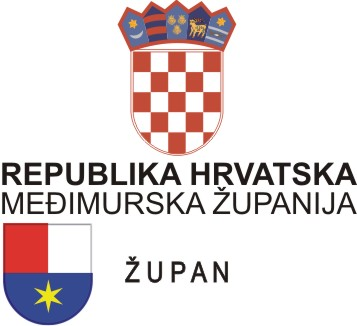 REPUBLIKA HRVATSKA
MEĐIMURSKA ŽUPANIJA
ŽUPAN